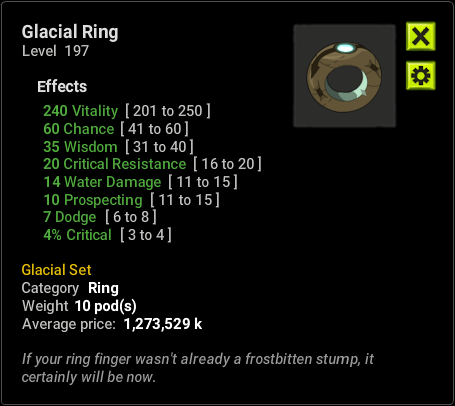 Glacial Ring
Level 197
Effects
240 Vitality [ 201 to 250 ]
60 Chance [ 41 to 60 ]
35 Wisdom [ 31 to 40 ]
20 Critical Resistance [ 16 to 20 ]
14 Water Damage [ 11 to 15 ]
10 Prospecting [ 11 to 15 ]
7 Dodge [ 6 to 8 ]
4% Critical [ 3 to 4 ]
Glacial Set
Category Ring
Weight 10 pod(s)
Average price: 1,273,529 k
If your ring finger wasn't already a frostbitten stump, it
certainly will be now.